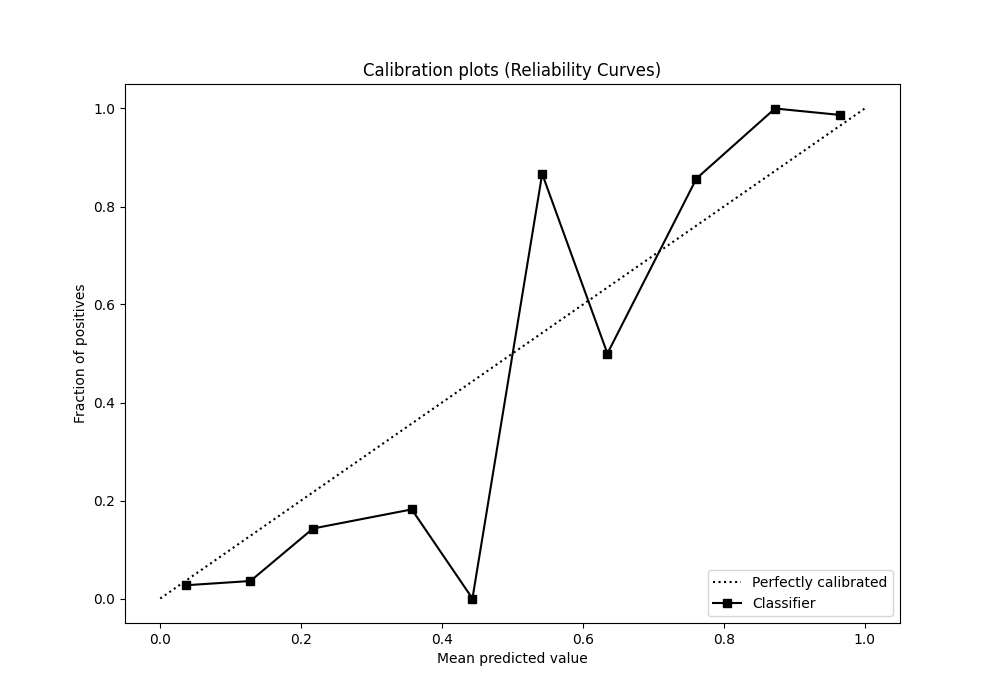 Calibration plots (Reliability Curves)
1.0
0.8
0.6
0.4
0.2
0.0
Fraction of positives
0.0 0.2 0.4 0.6 0.8 1.0
Mean predicted value
Perfectly calibrated
Classifier